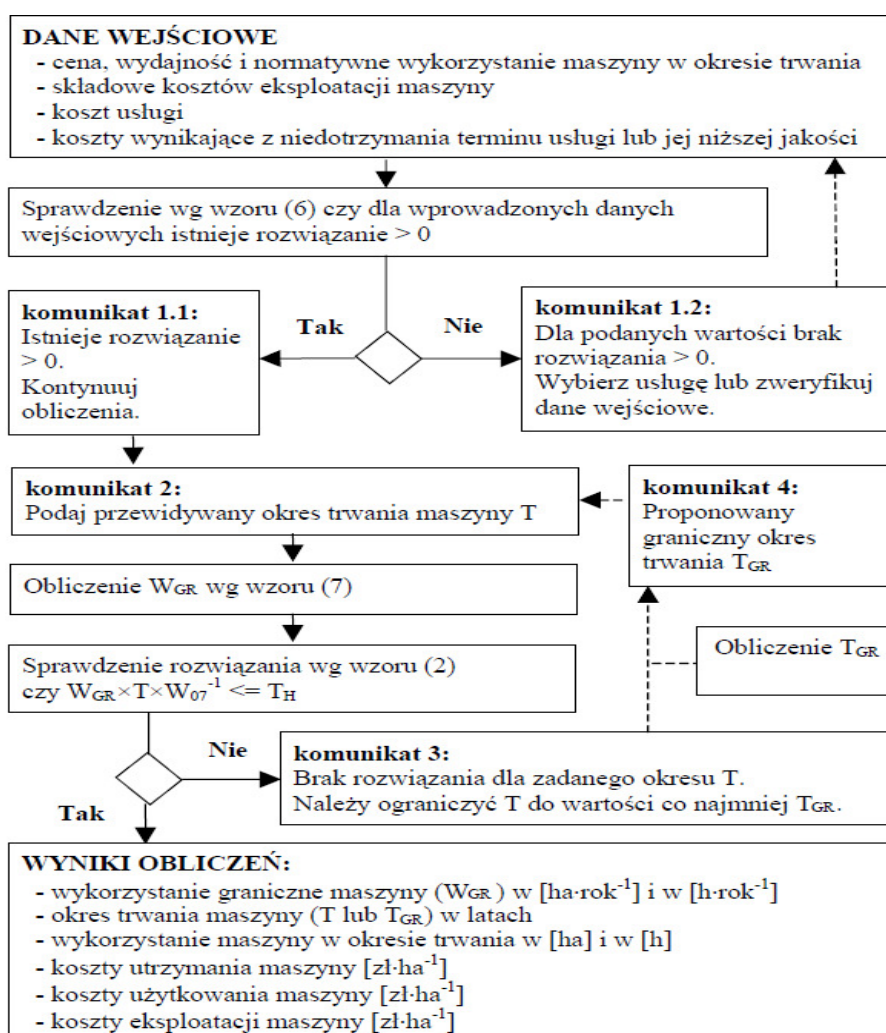 DANE WEJŚCIOWE
- cena, wydajność i normatywne wykorzystanie maszyny w okresie trwania
- składowe kosztów eksploatacji maszyny
- koszt usługi
- koszty wynikające z niedotrzymania terminu usługi lub jej niższej jakości
Sprawdzenie wg wzoru (6) czy dla wprowadzonych danych
wejściowych istnieje rozwiązanie > 0
komunikat 1.1:
Istnieje rozwiązanie
> 0.
Kontynuuj
obliczenia.
Tak
Nie
komunikat 1.2:
Dla podanych wartości brak
rozwiązania > 0.
Wybierz usługę lub zweryfikuj
dane wejściowe.
komunikat 2:
Podaj przewidywany okres trwania maszyny T
komunikat 4:
Proponowany
graniczny okres
trwania TGR
Obliczenie WGR wg wzoru (7)
Obliczenie TGR
Sprawdzenie rozwiązania wg wzoru (2)
czy WGR×T×W07⁻¹ <= TH
Nie
Tak
komunikat 3:
Brak rozwiązania dla zadanego okresu T.
Należy ograniczyć T do wartości co najmniej TGR.
WYNIKI OBLICZEŃ:
- wykorzystanie graniczne maszyny (WGR) w [ha·rok⁻¹] i w [h·rok⁻¹]
- okres trwania maszyny (T lub TGR) w latach
- wykorzystanie maszyny w okresie trwania w [ha] i w [h]
- koszty utrzymania maszyny [zł·ha⁻¹]
- koszty użytkowania maszyny [zł·ha⁻¹]
- koszty eksploatacji maszyny [zł·ha⁻¹]